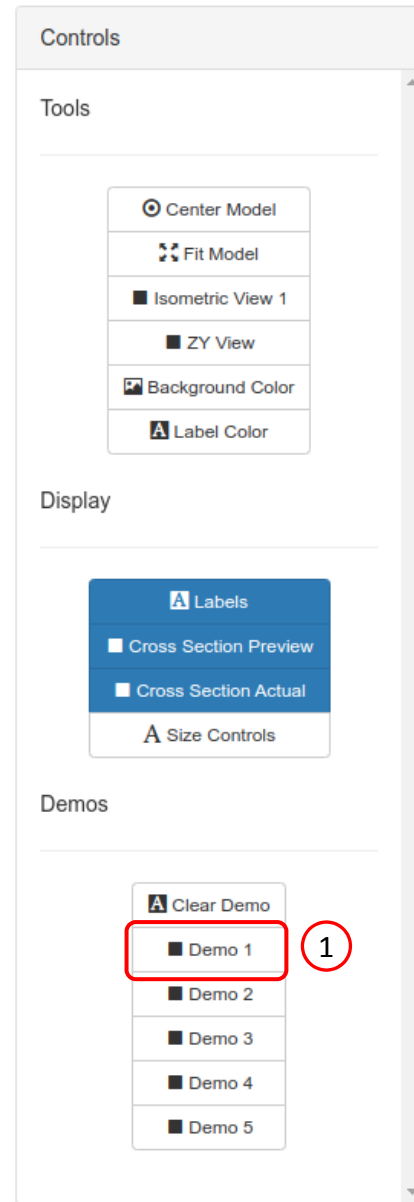 Controls
Tools
Center Model
Fit Model
Isometric View 1
ZY View
Background Color
A Label Color
Display
A Labels
Cross Section Preview
Cross Section Actual
A Size Controls
Demos
A Clear Demo
Demo 1
1
Demo 2
Demo 3
Demo 4
Demo 5